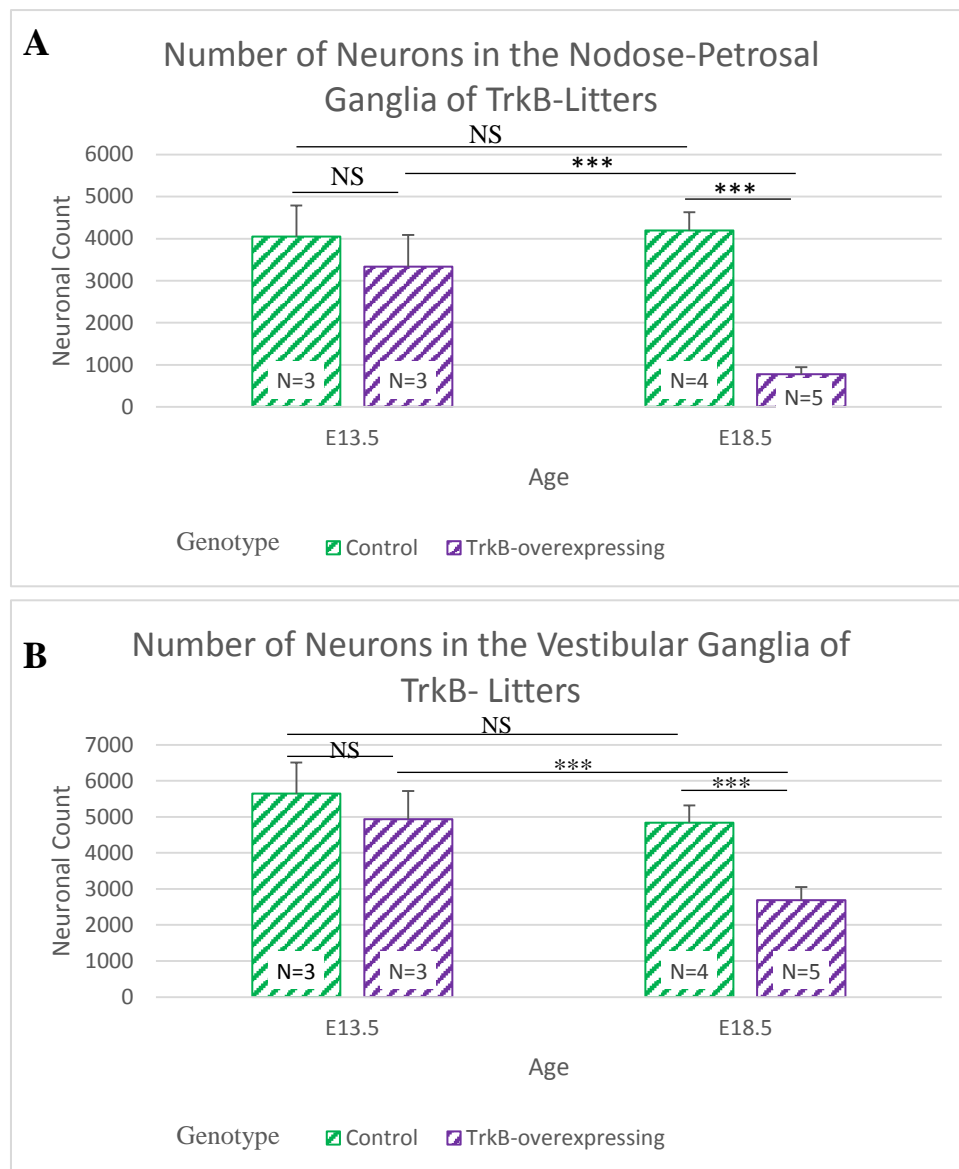 A
Number of Neurons in the Nodose-Petrosal
Ganglia of TrkB-Litters
NS
***
NS
***
6000
5000
4000
3000
2000
1000
0
Neuronal Count
N=3
N=3
N=4
N=5
E13.5
E18.5
Age
Genotype
Control
TrkB-overexpressing
B
Number of Neurons in the Vestibular Ganglia of
TrkB- Litters
NS
NS
***
***
7000
6000
5000
4000
3000
2000
1000
0
Neuronal Count
N=3
N=3
N=4
N=5
E13.5
E18.5
Age
Genotype
Control
TrkB-overexpressing